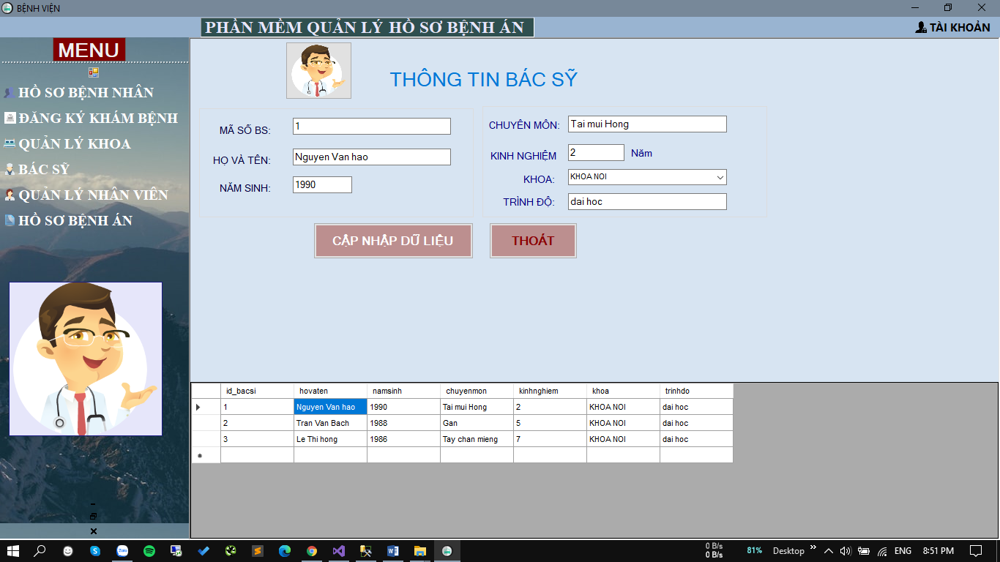 BỆNH VIỆN
PHẦN MỀM QUẢN LÝ HỒ SƠ BỆNH ÁN
TÀI KHOẢN
MENU
HỒ SƠ BỆNH NHÂN
ĐĂNG KÝ KHÁM BỆNH
QUẢN LÝ KHOA
BÁC SỸ
QUẢN LÝ NHÂN VIÊN
HỒ SƠ BỆNH ÁN
THÔNG TIN BÁC SỸ
MÃ SỐ BS: 1
HỌ VÀ TÊN: Nguyen Van hao
NĂM SINH: 1990
CHUYÊN MÔN: Tai mui Hong
KINH NGHIỆM 2 Năm
KHOA: KHOA NOI
TRÌNH ĐỘ: dai hoc
CẬP NHẬP DỮ LIỆU THOÁT
id_bacsi hovaten namsinh chuyenmon kinhnghiem khoa trinhdo
1 Nguyen Van hao 1990 Tai mui Hong 2 KHOA NOI dai hoc
2 Tran Van Bach 1988 Gan 5 KHOA NOI dai hoc
3 Le Thi hong 1986 Tay chan mieng 7 KHOA NOI dai hoc
Zalo
0 B/s
0 B/s
81% Desktop ENG 8:51 PM